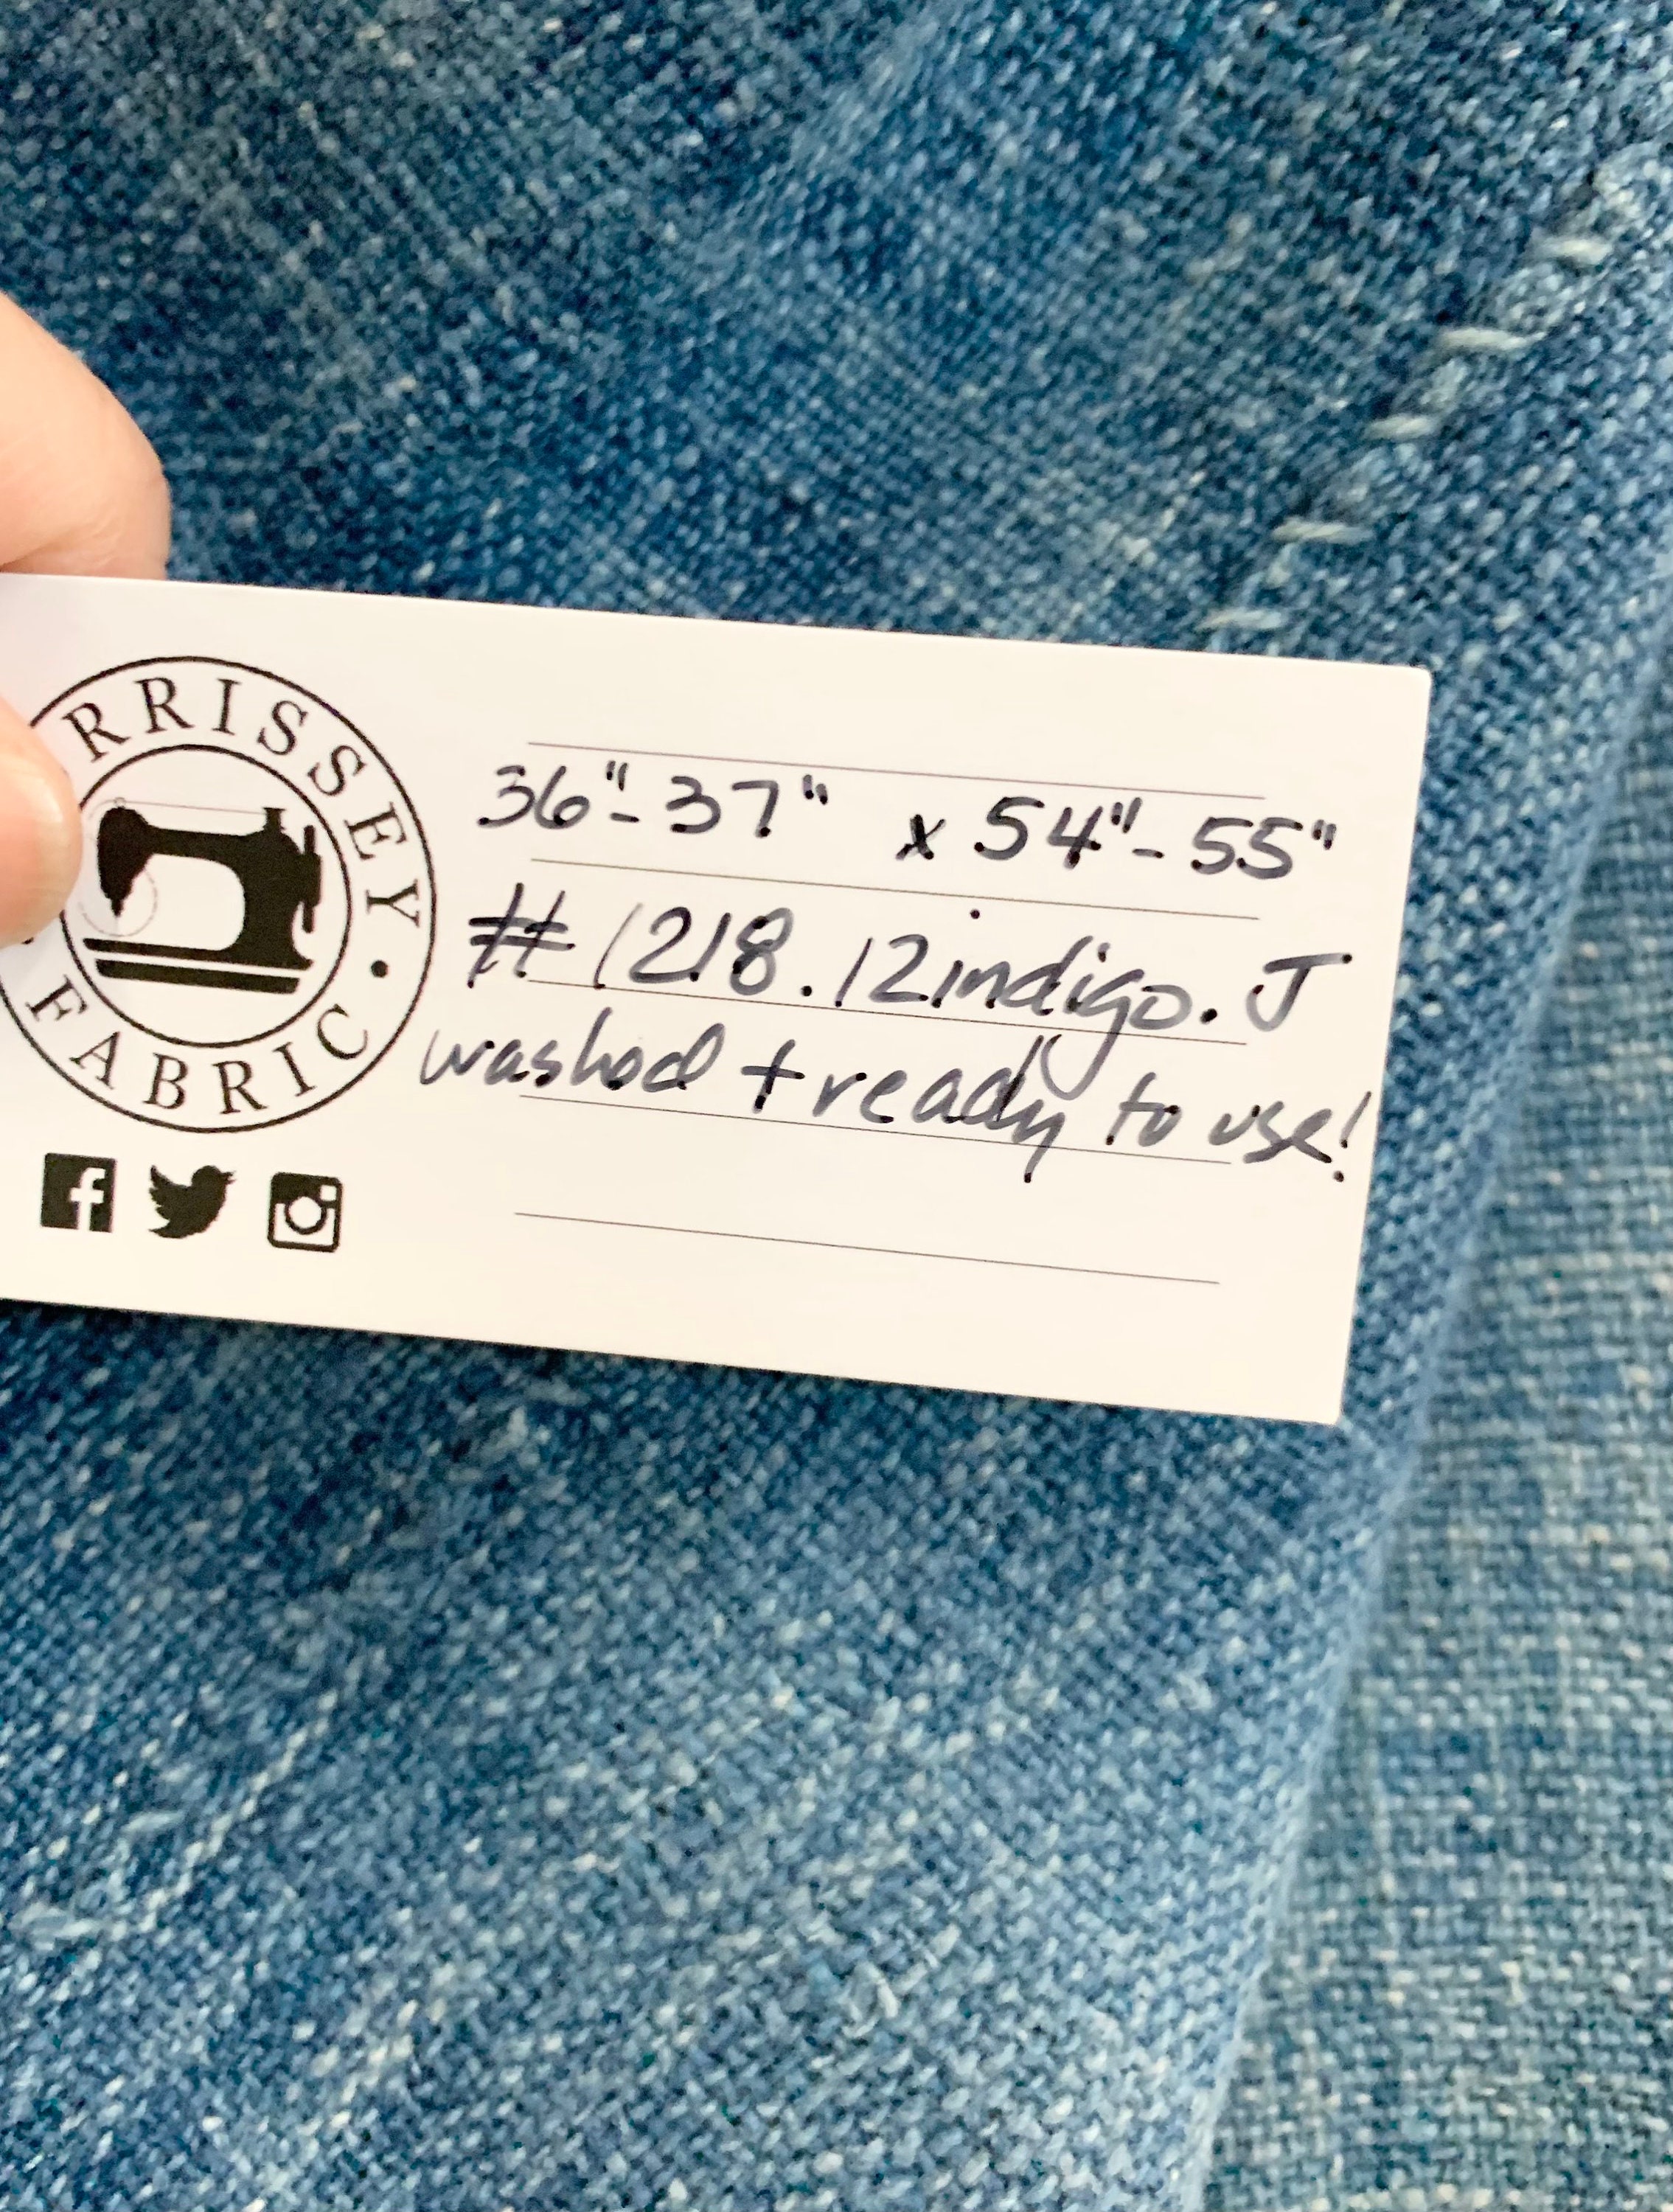 RRISSEY
FABRIC
36"-37" x 54"-55"
# 1218.12indigo.J
washed + ready to use!